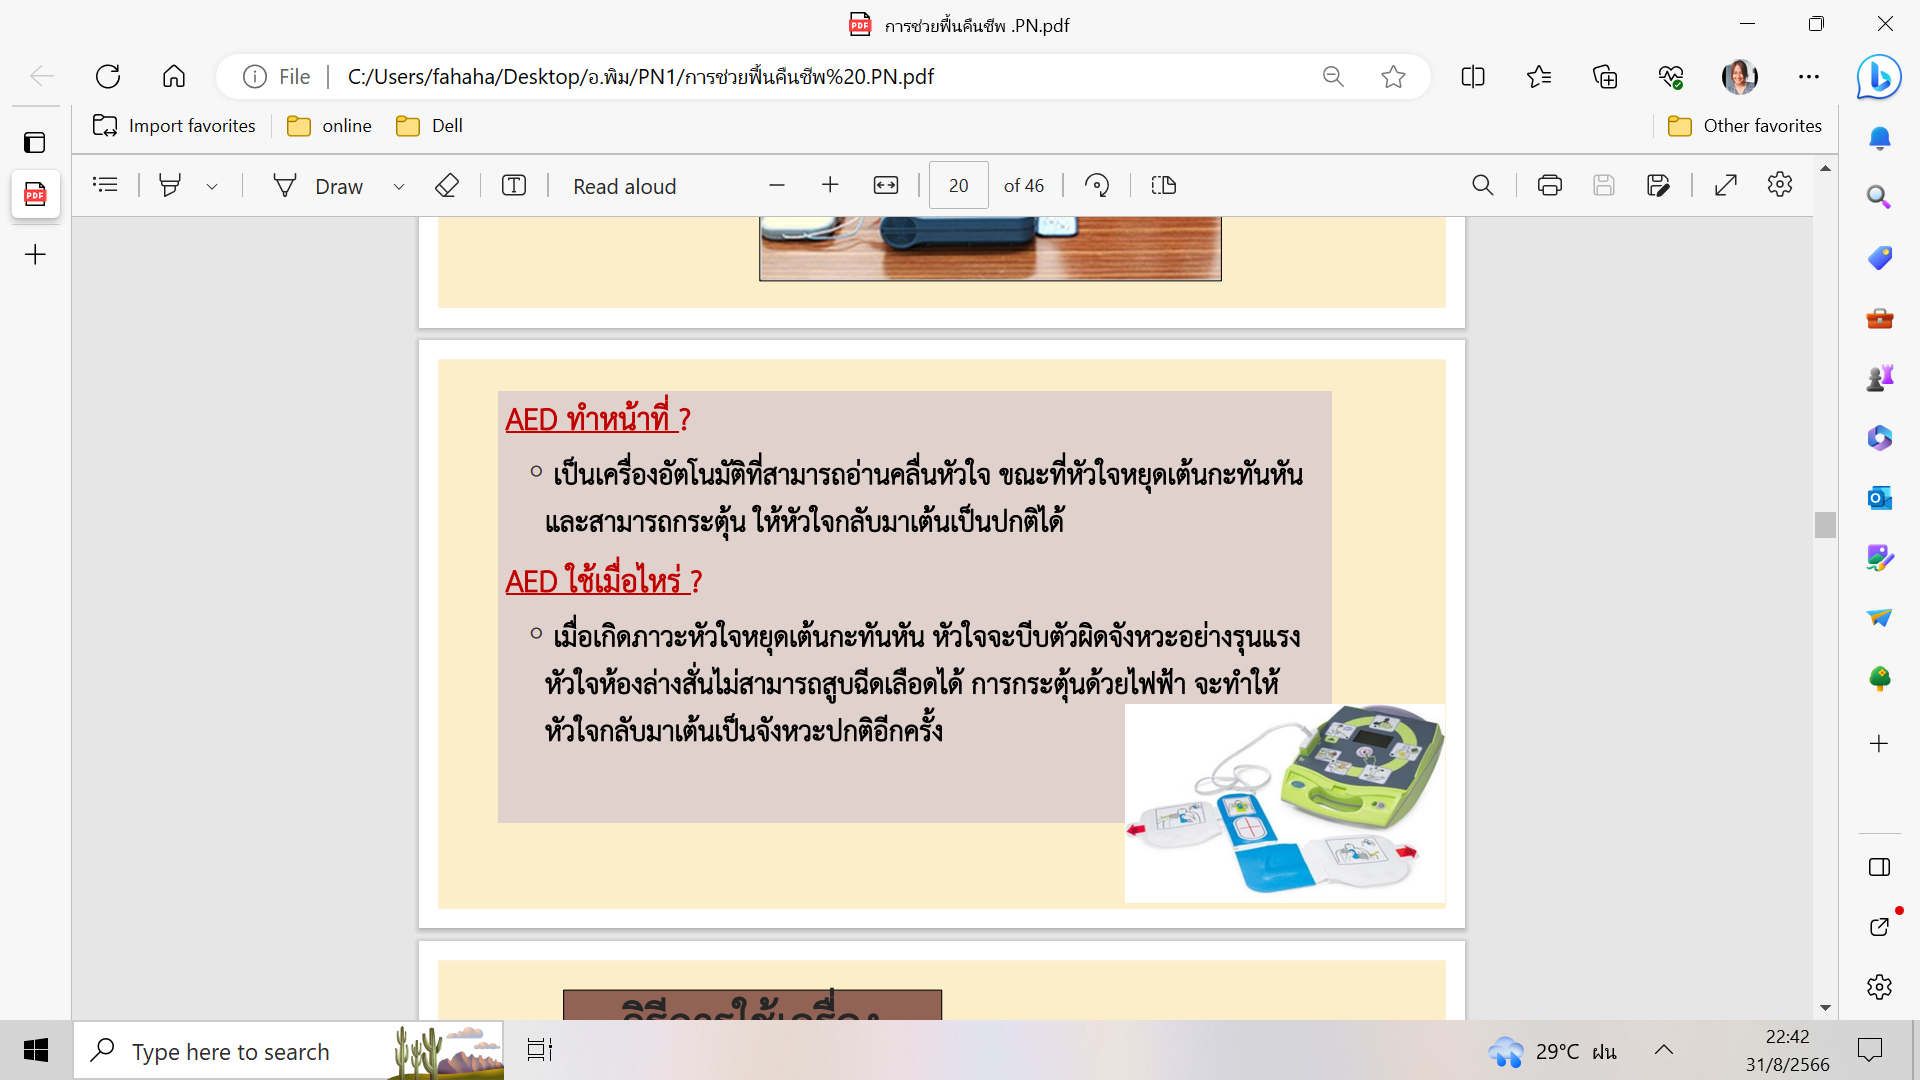 การช่วยฟื้นคืนชีพ .PN.pdf
File
C:/Users/fahaha/Desktop/อ.พิม/PN1/การช่วยฟื้นคืนชีพ%20.PN.pdf
Import favorites
online
Dell
Other favorites
Draw
Read aloud
20
of 46
AED ทำหน้าที่ ?
เป็นเครื่องอัตโนมัติที่สามารถอ่านคลื่นหัวใจ ขณะที่หัวใจหยุดเต้นกะทันหัน
และสามารถกระตุ้น ให้หัวใจกลับมาเต้นเป็นปกติได้
AED ใช้เมื่อไหร่ ?
เมื่อเกิดภาวะหัวใจหยุดเต้นกะทันหัน หัวใจจะบีบตัวผิดจังหวะอย่างรุนแรง
หัวใจห้องล่างสั่นไม่สามารถสูบฉีดเลือดได้ การกระตุ้นด้วยไฟฟ้า จะทำให้
หัวใจกลับมาเต้นเป็นจังหวะปกติอีกครั้ง
วิธีการใช้เครื่อง
Type here to search
29°C ฝน
22:42
31/8/2566